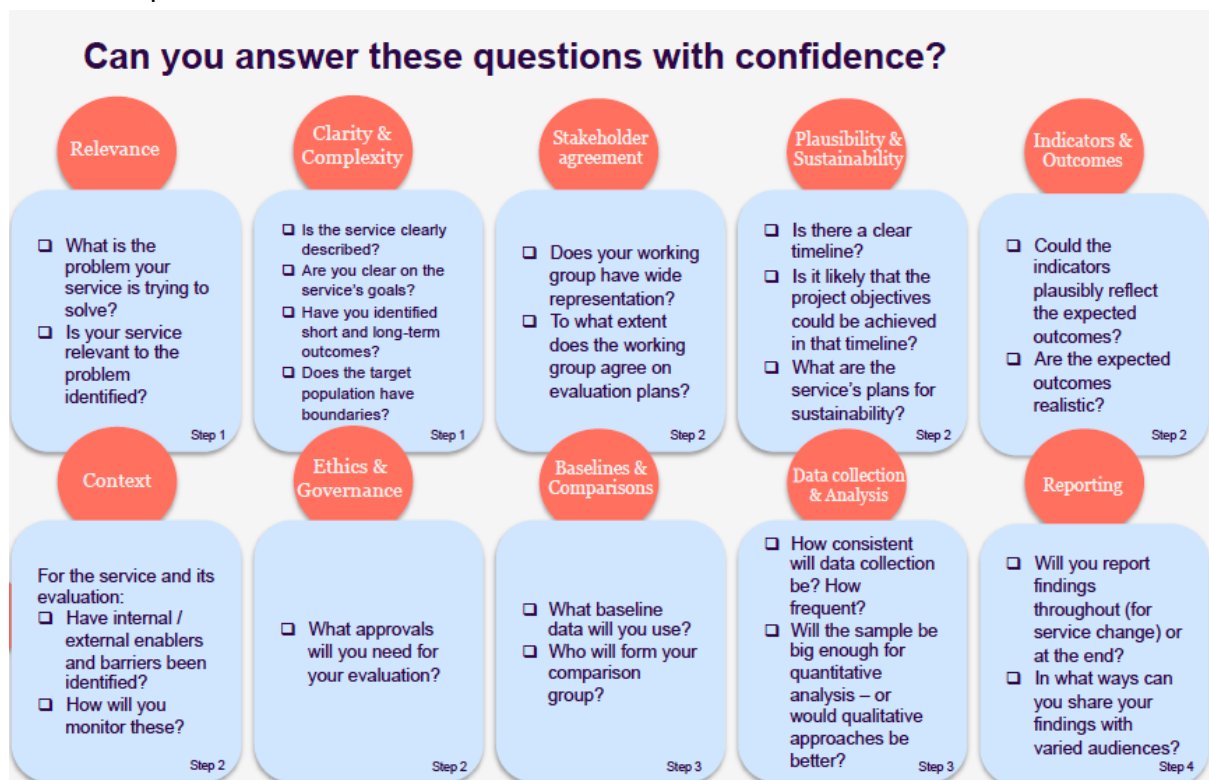 Can you answer these questions with confidence?
Relevance
❑ What is the
problem your
service is trying to
solve?
❑ Is your service
relevant to the
problem
identified?
Step 1
Clarity &
Complexity
❑ Is the service clearly
described?
❑ Are you clear on the
service's goals?
❑ Have you identified
short and long-term
outcomes?
❑ Does the target
population have
boundaries?
Step 1
Stakeholder
agreement
❑ Does your working
group have wide
representation?
❑ To what extent
does the working
group agree on
evaluation plans?
Step 2
Plausibility &
Sustainability
❑ Is there a clear
timeline?
❑ Is it likely that the
project objectives
could be achieved
in that timeline?
❑ What are the
service's plans for
sustainability?
Step 2
Indicators &
Outcomes
❑ Could the
indicators
plausibly reflect
the expected
outcomes?
❑ Are the expected
outcomes
realistic?
Step 2
Context
For the service and its
evaluation:
❑ Have internal /
external enablers
and barriers been
identified?
❑ How will you
monitor these?
Step 2
Ethics &
Governance
❑ What approvals
will you need for
your evaluation?
Step 2
Baselines &
Comparisons
❑ What baseline
data will you use?
❑ Who will form your
comparison
group?
Step 3
Data collection
& Analysis
❑ How consistent
will data collection
be? How
frequent?
❑ Will the sample be
big enough for
quantitative
analysis – or
would qualitative
approaches be
better?
Step 3
Reporting
❑ Will you report
findings
throughout (for
service change) or
at the end?
❑ In what ways can
you share your
findings with
varied audiences?
Step 4